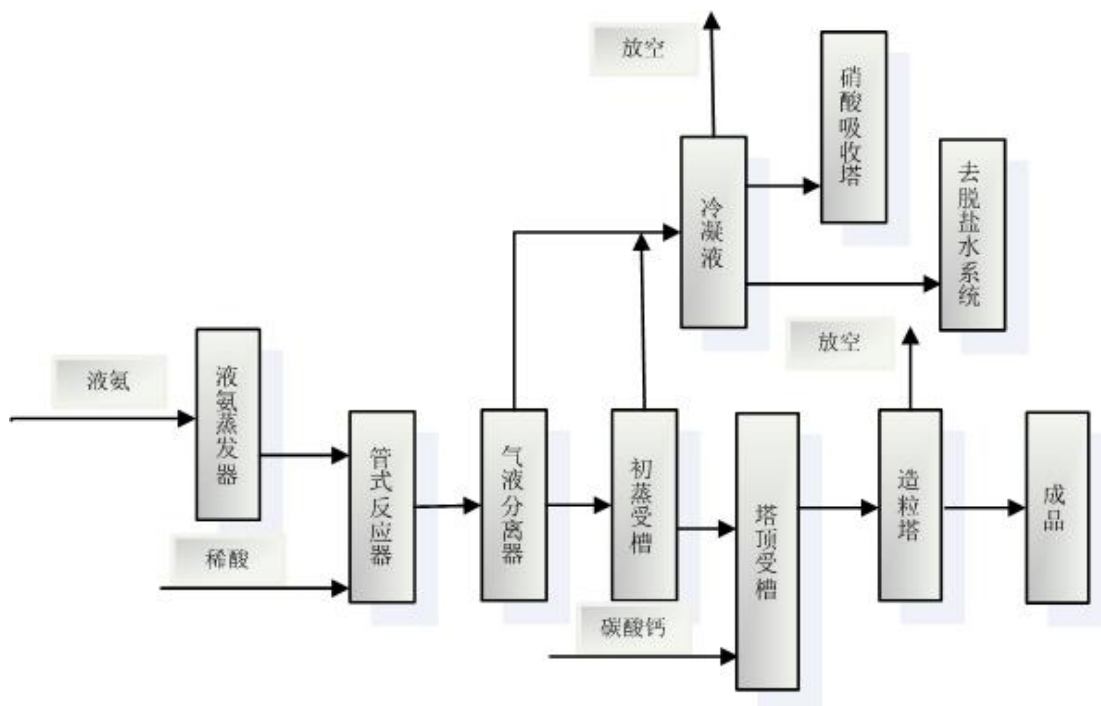 放空
硝酸吸收塔
冷凝液
去脱盐水系统
放空
液氨
液氨蒸发器
稀酸
管式反应器
气液分离器
初蒸受槽
碳酸钙
塔顶受槽
造粒塔
成品